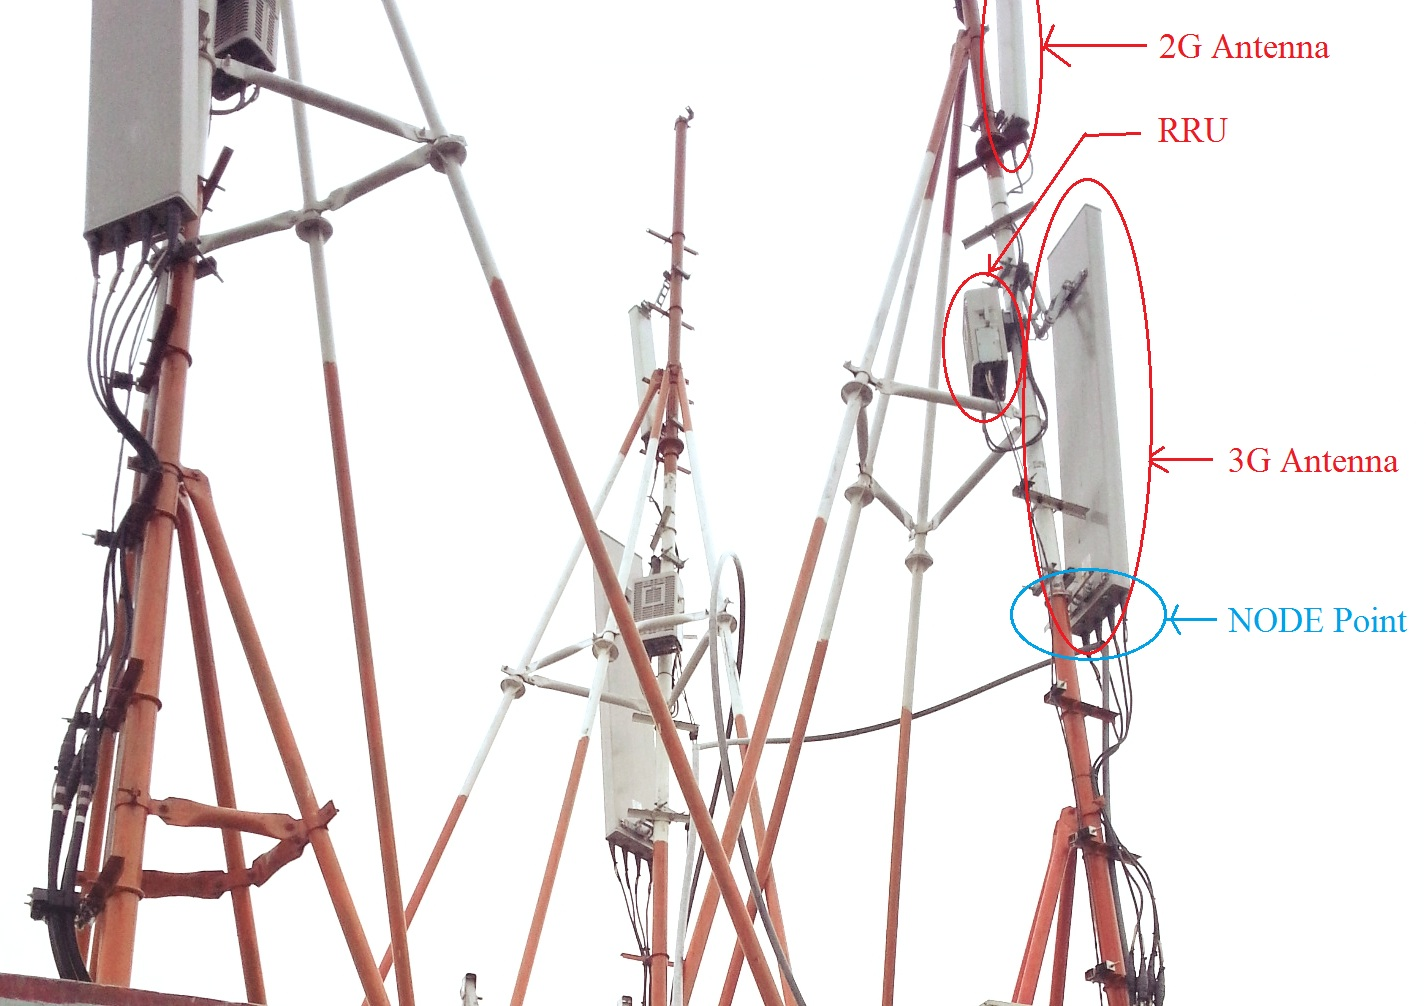 2G Antenna
RRU
3G Antenna
NODE Point